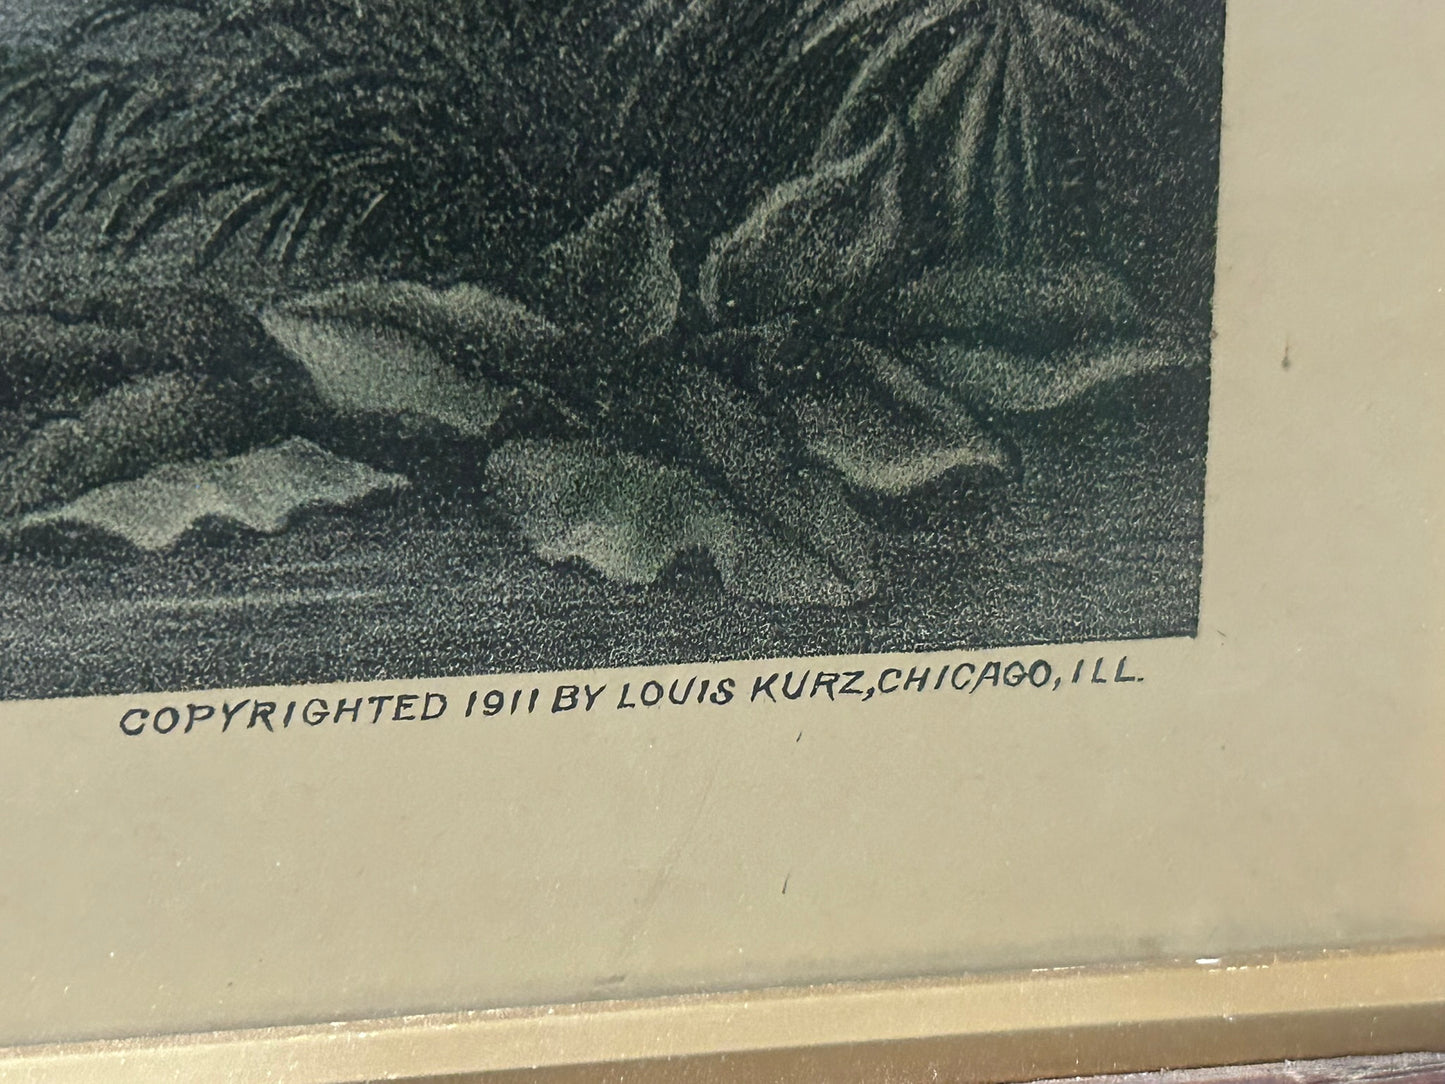 COPYRIGHTED 1911 BY LOUIS KURZ, CHICAGO, ILL.